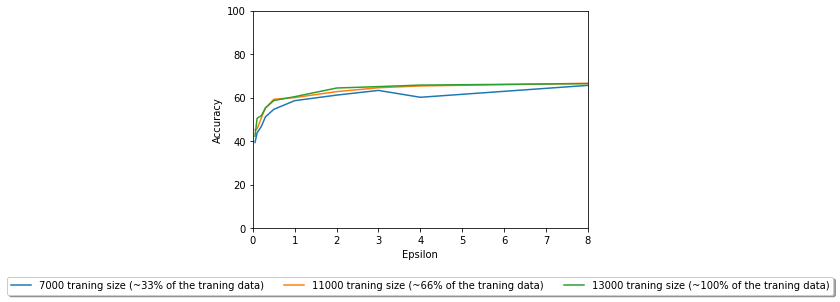 100
80
60
40
20
0
Accuracy
0 1 2 3 4 5 6 7 8
Epsilon
7000 traning size (~33% of the traning data) 11000 traning size (~66% of the traning data) 13000 traning size (~100% of the traning data)